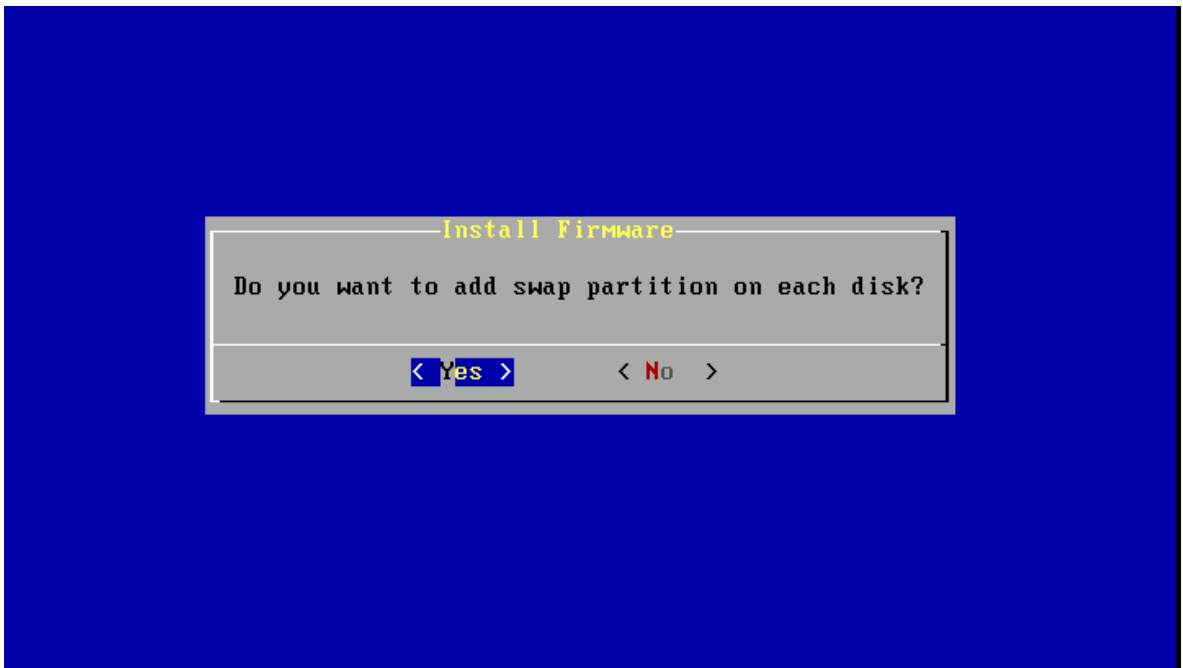 Install Firmware
Do you want to add swap partition on each disk?
< Yes > < No >